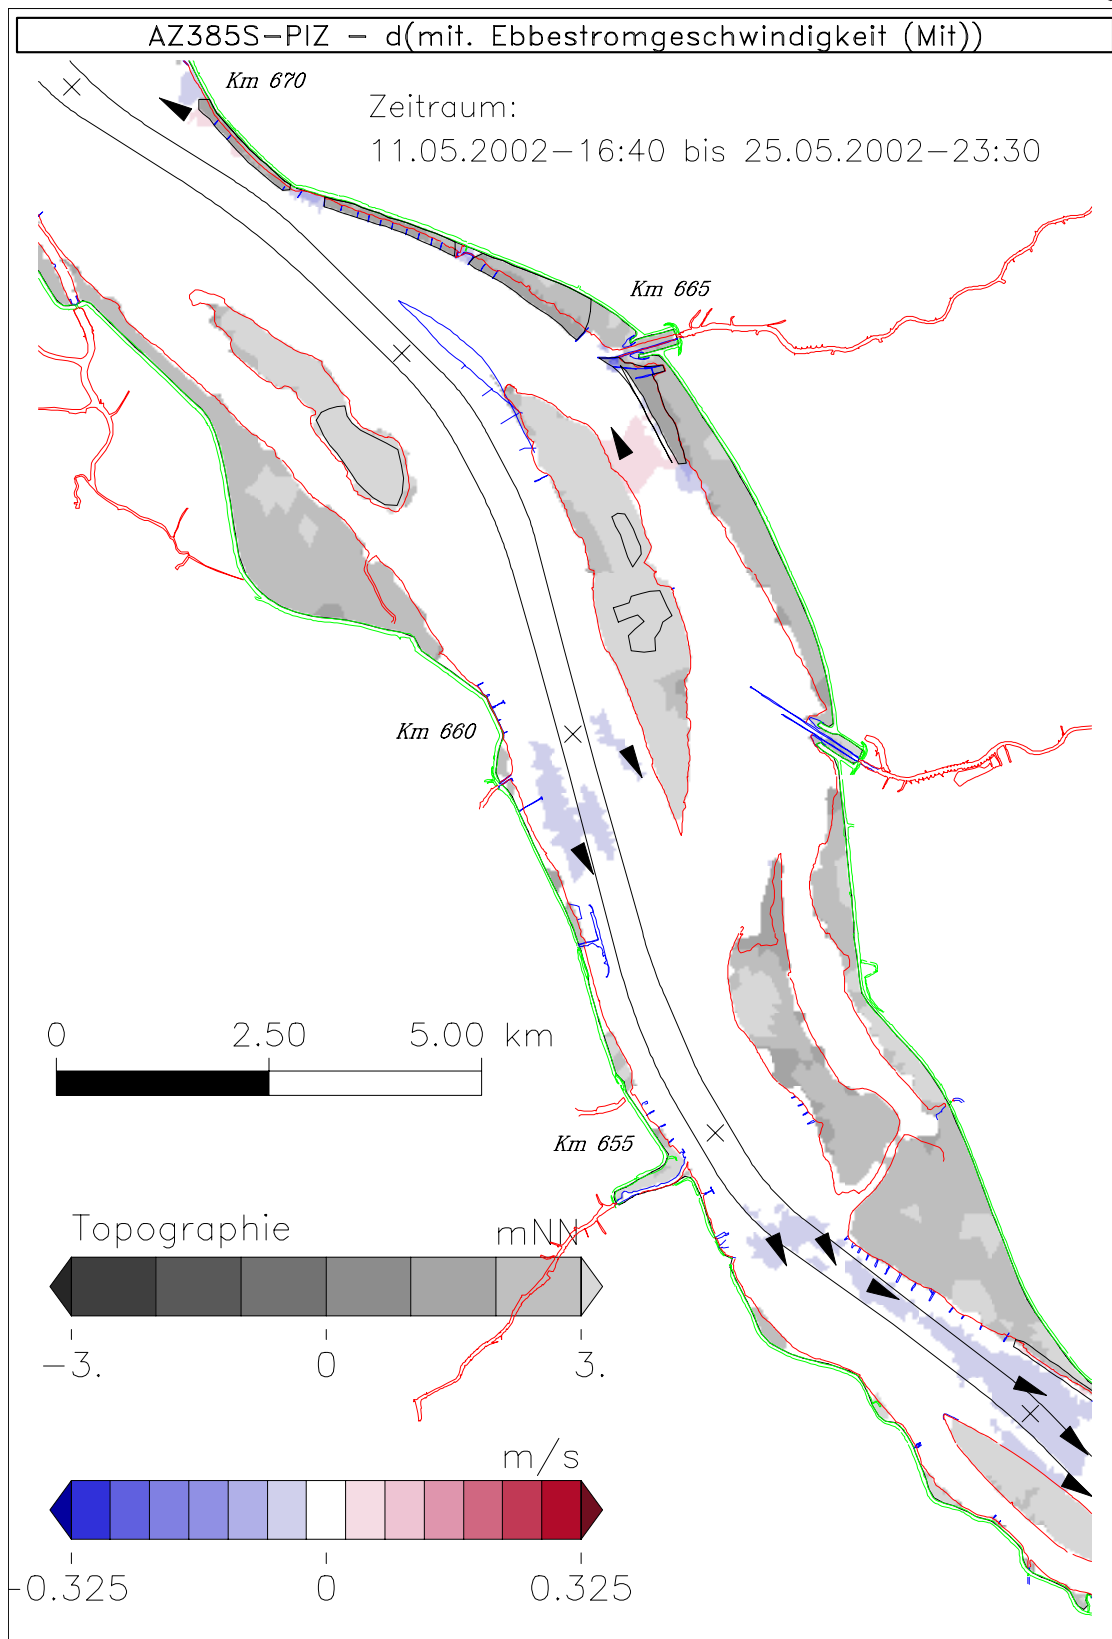 AZ385S-PIZ - d(mit. Ebbestromgeschwindigkeit (Mit))
Km 670
Zeitraum:
11.05.2002-16:40 bis 25.05.2002-23:30
Km 665
Km 660
0 2.50 5.00 km
Km 655
Topographie mNN
-3. 0 3.
m/s
-0.325 0 0.325